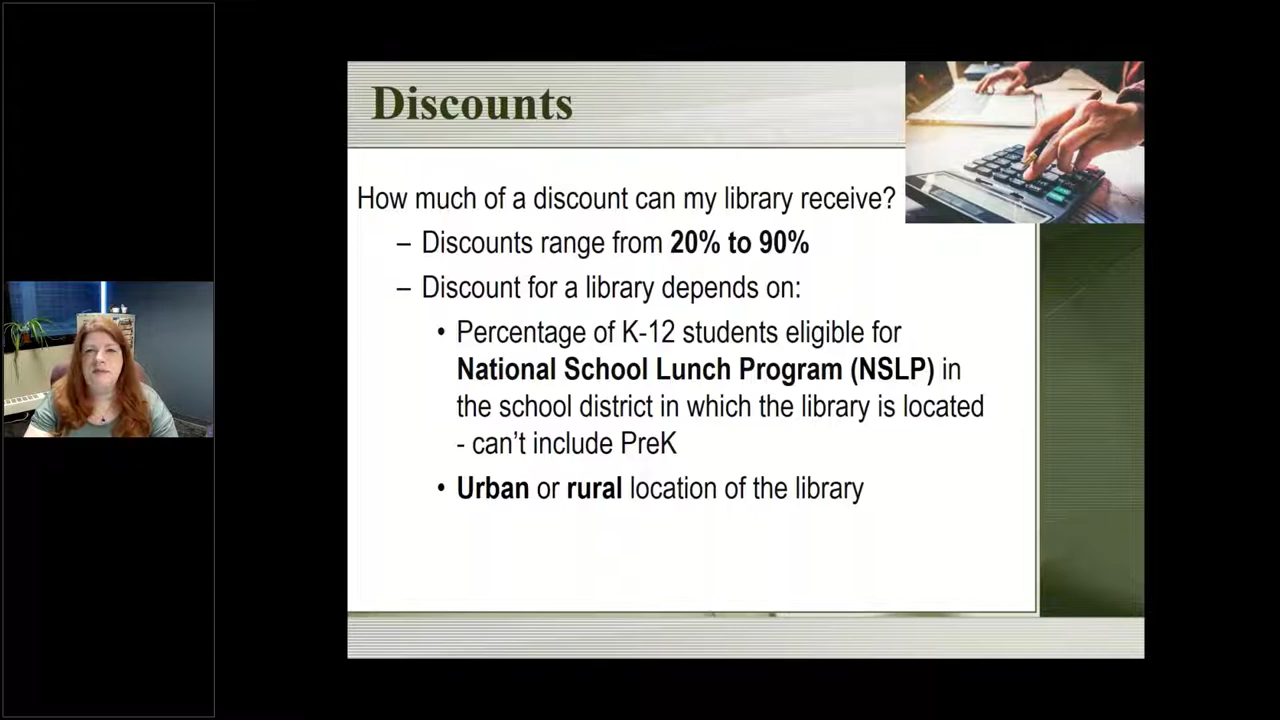 Discounts
How much of a discount can my library receive?
– Discounts range from 20% to 90%
– Discount for a library depends on:
• Percentage of K-12 students eligible for
National School Lunch Program (NSLP) in
the school district in which the library is located
- can’t include PreK
• Urban or rural location of the library